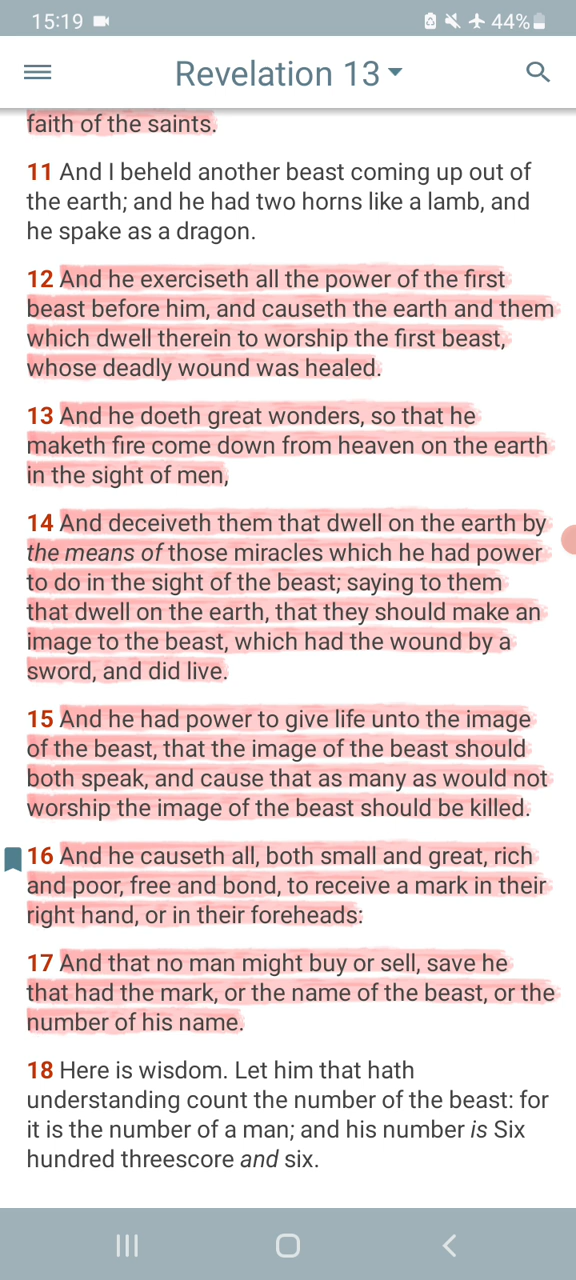 15:19
44%
Revelation 13
faith of the saints.
11 And I beheld another beast coming up out of
the earth; and he had two horns like a lamb, and
he spake as a dragon.
12 And he exerciseth all the power of the first
beast before him, and causeth the earth and them
which dwell therein to worship the first beast,
whose deadly wound was healed.
13 And he doeth great wonders, so that he
maketh fire come down from heaven on the earth
in the sight of men,
14 And deceiveth them that dwell on the earth by
the means of those miracles which he had power
to do in the sight of the beast; saying to them
that dwell on the earth, that they should make an
image to the beast, which had the wound by a
sword, and did live.
15 And he had power to give life unto the image
of the beast, that the image of the beast should
both speak, and cause that as many as would not
worship the image of the beast should be killed.
16 And he causeth all, both small and great, rich
and poor, free and bond, to receive a mark in their
right hand, or in their foreheads:
17 And that no man might buy or sell, save he
that had the mark, or the name of the beast, or the
number of his name.
18 Here is wisdom. Let him that hath
understanding count the number of the beast: for
it is the number of a man; and his number is Six
hundred threescore and six.